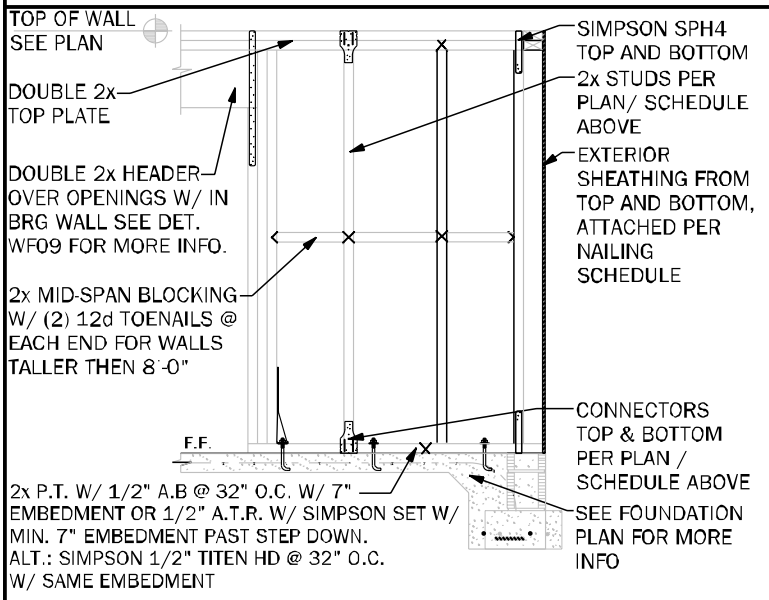 TOP OF WALL
SEE PLAN
DOUBLE 2x
TOP PLATE
DOUBLE 2x HEADER
OVER OPENINGS W/ IN
BRG WALL SEE DET.
WF09 FOR MORE INFO.
2x MID-SPAN BLOCKING
W/ (2) 12d TOENAILS @
EACH END FOR WALLS
TALLER THEN 8'-0"
F.F.
2x P.T. W/ 1/2" A.B @ 32" O.C. W/ 7"
EMBEDMENT OR 1/2" A.T.R. W/ SIMPSON SET W/
MIN. 7" EMBEDMENT PAST STEP DOWN.
ALT.: SIMPSON 1/2" TITEN HD @ 32" O.C.
W/ SAME EMBEDMENT
SIMPSON SPH4
TOP AND BOTTOM
2x STUDS PER
PLAN/ SCHEDULE
ABOVE
EXTERIOR
SHEATHING FROM
TOP AND BOTTOM,
ATTACHED PER
NAILING
SCHEDULE
CONNECTORS
TOP & BOTTOM
PER PLAN /
SCHEDULE ABOVE
SEE FOUNDATION
PLAN FOR MORE
INFO